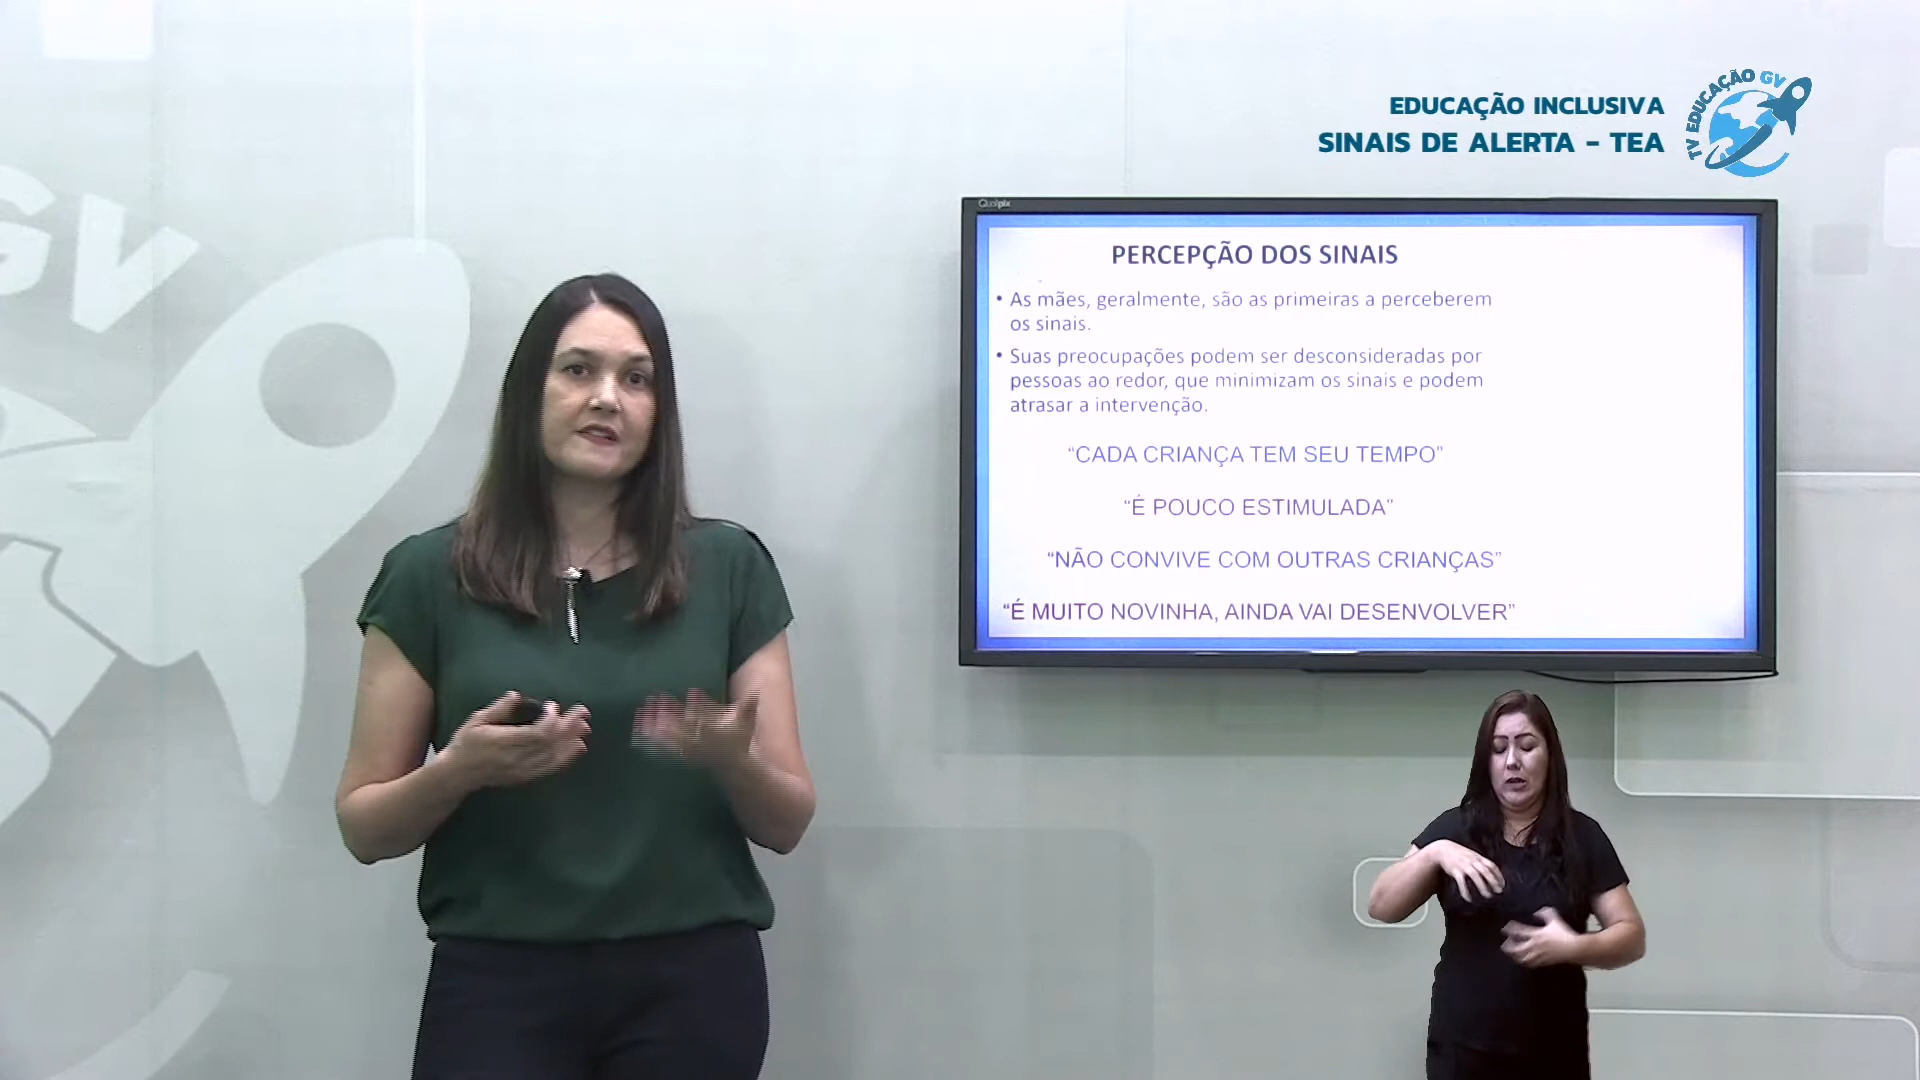 EDUCAÇÃO INCLUSIVA
SINAIS DE ALERTA - TEA
TV EDUCAÇÃO GV
GV
Qualpix
PERCEPÇÃO DOS SINAIS
• As mães, geralmente, são as primeiras a perceberem
os sinais.
• Suas preocupações podem ser desconsideradas por
pessoas ao redor, que minimizam os sinais e podem
atrasar a intervenção.
“CADA CRIANÇA TEM SEU TEMPO”
“É POUCO ESTIMULADA”
“NÃO CONVIVE COM OUTRAS CRIANÇAS”
“É MUITO NOVINHA, AINDA VAI DESENVOLVER”